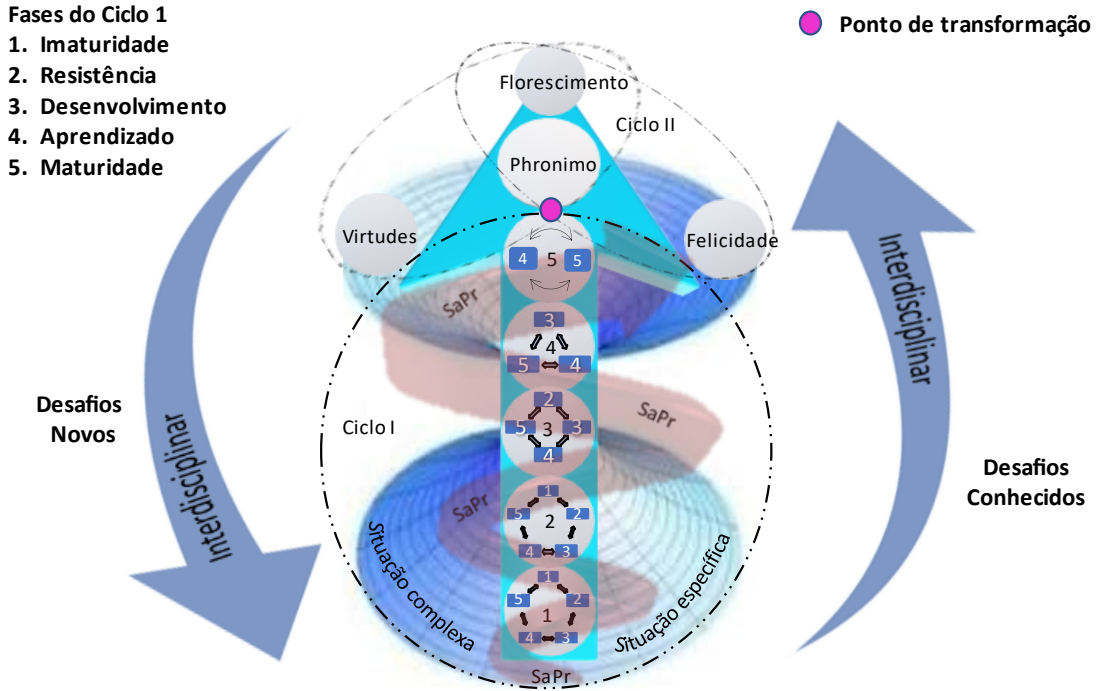 Fases do Ciclo 1
1. Imaturidade
2. Resistência
3. Desenvolvimento
4. Aprendizado
5. Maturidade
Ponto de transformação
Florescimento
Ciclo II
Phronimo
Virtudes
Felicidade
4 5 5
SaPr
3
4
5 4
SaPr
Ciclo I
2
5 3 3
4
SaPr
1
5 2 2
4 3
1
5 2
1
4 3
SaPr
Situação complexa
Situação específica
Desafios
Novos
Interdisciplinar
Interdisciplinar
Desafios
Conhecidos